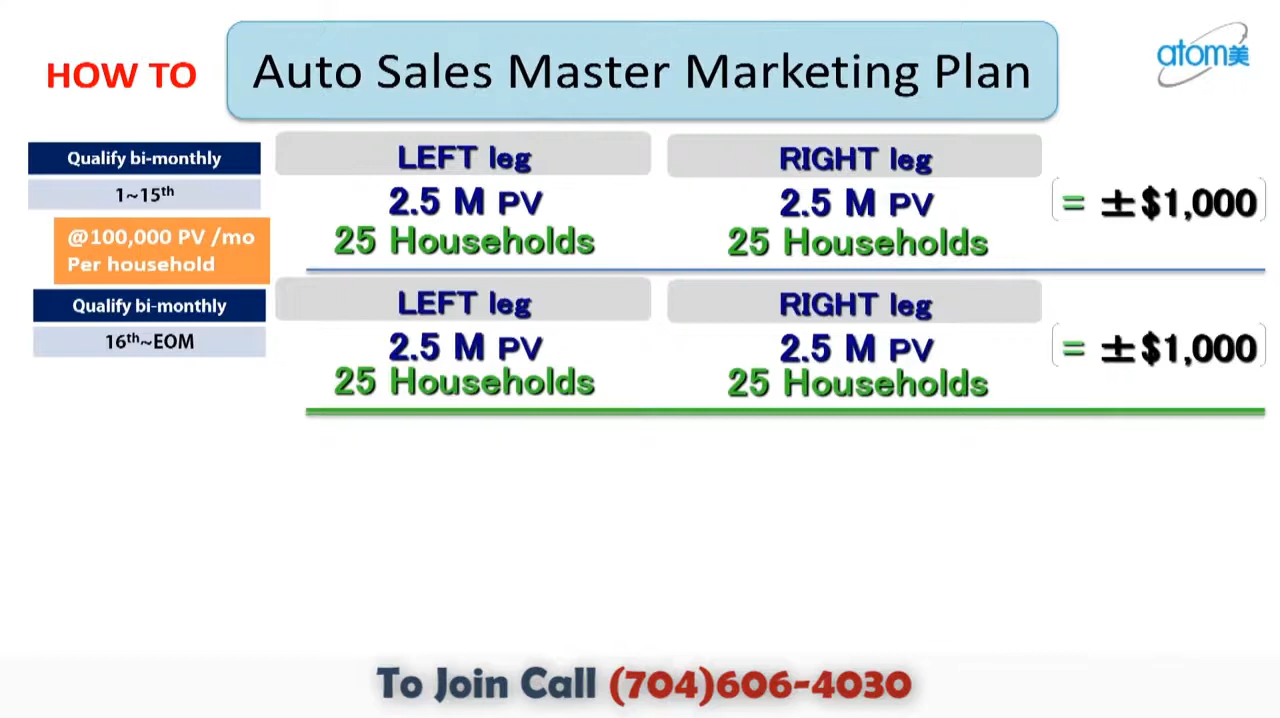 HOW TO
Auto Sales Master Marketing Plan
atom美
Qualify bi-monthly
1~15th
LEFT leg
2.5 M PV
25 Households
RIGHT leg
2.5 M PV
25 Households
= ±$1,000
@100,000 PV /mo
Per household
Qualify bi-monthly
16th~EOM
LEFT leg
2.5 M PV
25 Households
RIGHT leg
2.5 M PV
25 Households
= ±$1,000
To Join Call (704)606-4030